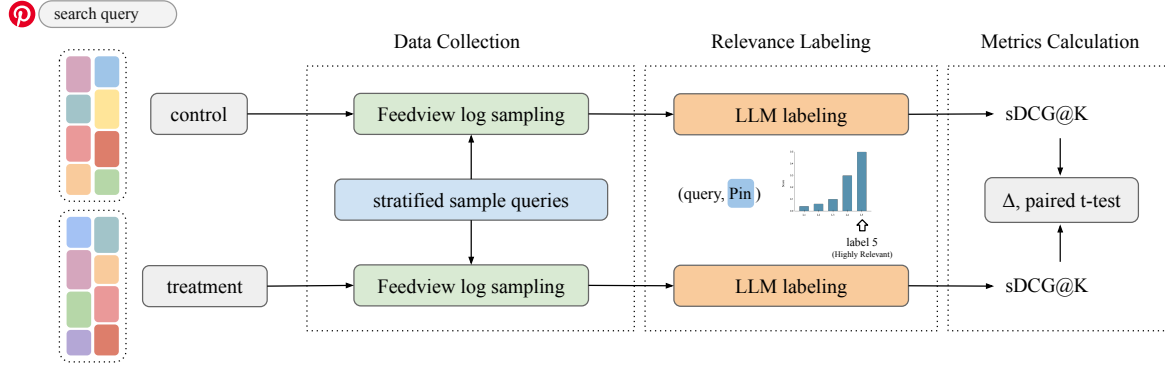 search query
Data Collection
Relevance Labeling
Metrics Calculation
control
Feedview log sampling
LLM labeling
sDCG@K
stratified sample queries
(query, Pin )
label 5
(Highly Relevant)
Δ, paired t-test
treatment
Feedview log sampling
LLM labeling
sDCG@K